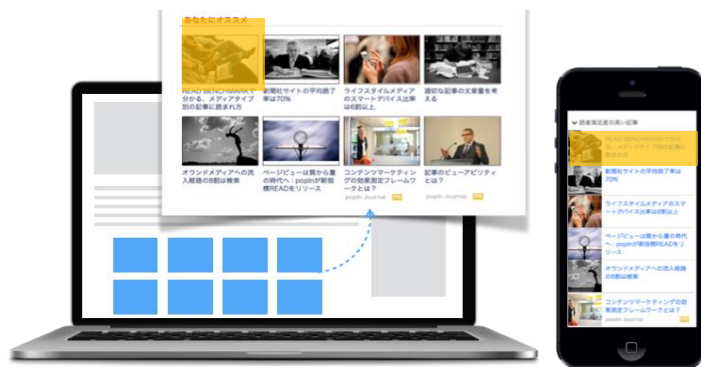 あなたにオススメ
READ BENCHMARKで
分かる、メディアタイプ
別の記事に読まれ方
新聞社サイトの平均読了
率は70%
ライフスタイルメディア
のスマートデバイス比率
は6割以上
適切な記事の文章量を考
える
オウンドメディアへの流
入経路の8割は検索
ページビューは質から量
の時代へ：popInが新指
標READをリリース
コンテンツマーケティン
グの効果測定フレームワ
ークとは？
popIn Journal
記事のビューアビリティ
とは？
popIn Journal
読者満足度の高い記事
READ BENCHMARKで分か
る、メディアタイプ別の記事に
読まれ方
新聞社サイトの平均読了率は
70%
ライフスタイルメディアのスマ
ートデバイス比率は6割以上
ページビューは質から量の時代
へ：popInが新指標READをリ
リース
オウンドメディアへの流入経路
の8割は検索
コンテンツマーケティングの効
果測定フレームワークとは？
popIn Journal